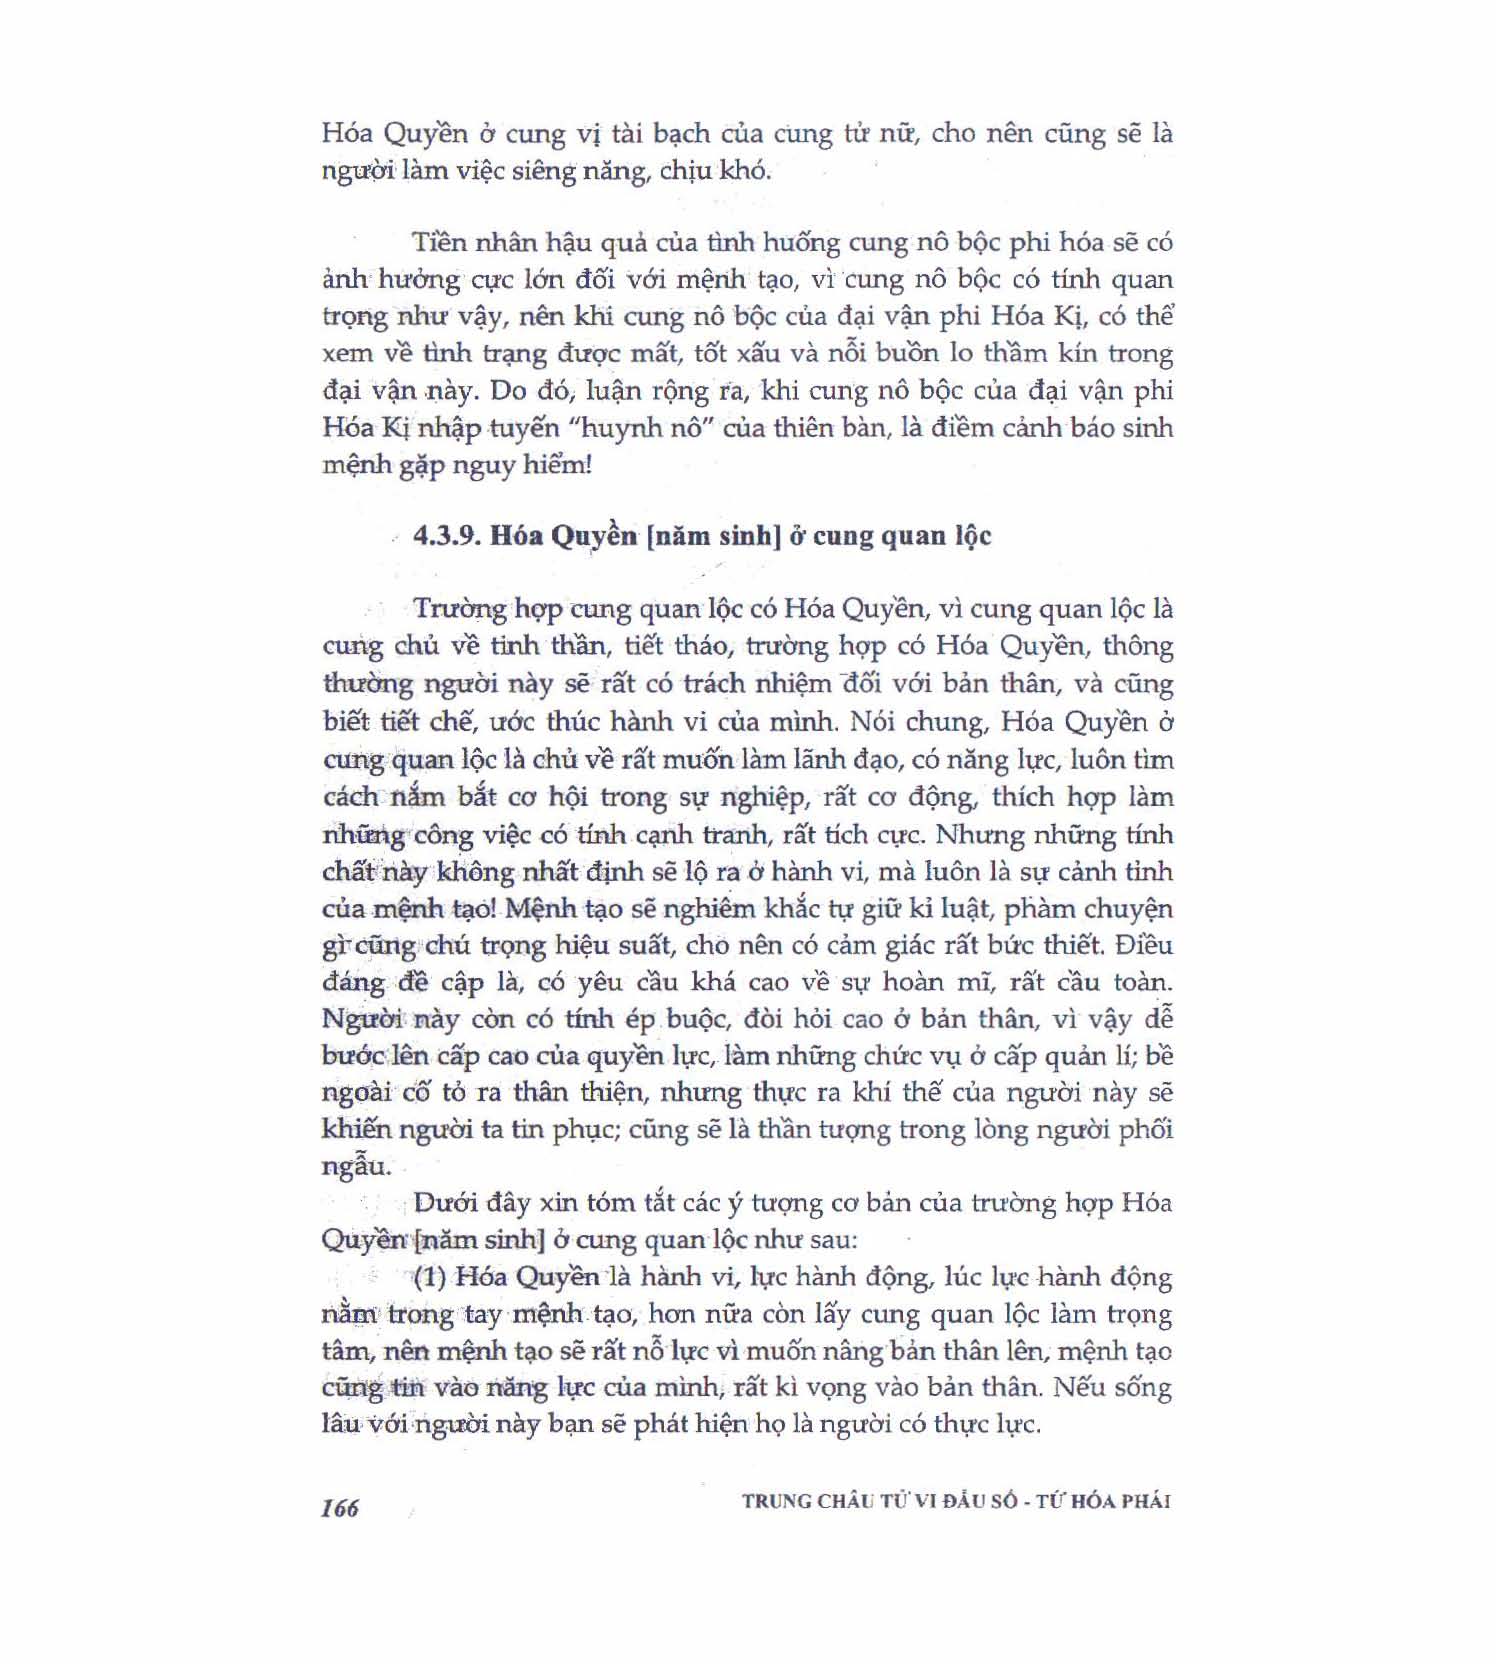 Hóa Quyền ở cung vị tài bạch của cung tử nữ, cho nên cũng sẽ là
người làm việc siêng năng, chịu khó.
Tiền nhân hậu quả của tình huống cung nô bộc phi hóa sẽ có
ảnh hưởng cực lớn đối với mệnh tạo, vì cung nô bộc có tính quan
trọng như vậy, nên khi cung nô bộc của đại vận phi Hóa Kị, có thể
xem về tình trạng được mất, tốt xấu và nỗi buồn lo thầm kín trong
đại vận này. Do đó, luận rộng ra, khi cung nô bộc của đại vận phi
Hóa Kị nhập tuyến "huynh nô" của thiên bàn, là điềm cảnh báo sinh
mệnh gặp nguy hiểm!
4.3.9. Hóa Quyền [năm sinh] ở cung quan lộc
Trường hợp cung quan lộc có Hóa Quyền, vì cung quan lộc là
cung chủ về tinh thần, tiết tháo, trường hợp có Hóa Quyền, thông
thường người này sẽ rất có trách nhiệm đối với bản thân, và cũng
biết tiết chế, ước thúc hành vi của mình. Nói chung, Hóa Quyền ở
cung quan lộc là chủ về rất muốn làm lãnh đạo, có năng lực, luôn tìm
cách nắm bắt cơ hội trong sự nghiệp, rất cơ động, thích hợp làm
những công việc có tính cạnh tranh, rất tích cực. Nhưng những tính
chất này không nhất định sẽ lộ ra ở hành vi, mà luôn là sự cảnh tỉnh
của mệnh tạo! Mệnh tạo sẽ nghiêm khắc tự giữ kỉ luật, phàm chuyện
gì cũng chú trọng hiệu suất, cho nên có cảm giác rất bức thiết. Điều
đáng đề cập là, có yêu cầu khá cao về sự hoàn mĩ, rất cầu toàn.
Người này còn có tính ép buộc, đòi hỏi cao ở bản thân, vì vậy dễ
bước lên cấp cao của quyền lực, làm những chức vụ ở cấp quản lí; bề
ngoài cố tỏ ra thân thiện, nhưng thực ra khí thế của người này sẽ
khiến người ta tin phục; cũng sẽ là thần tượng trong lòng người phối
ngẫu.
Dưới đây xin tóm tắt các ý tượng cơ bản của trường hợp Hóa
Quyền [năm sinh] ở cung quan lộc như sau:
(1) Hóa Quyền là hành vi, lực hành động, lúc lực hành động
nằm trong tay mệnh tạo, hơn nữa còn lấy cung quan lộc làm trọng
tâm, nên mệnh tạo sẽ rất nỗ lực vì muốn nâng bản thân lên, mệnh tạo
cũng tin vào năng lực của mình, rất kì vọng vào bản thân. Nếu sống
lâu với người này bạn sẽ phát hiện họ là người có thực lực.
166
TRUNG CHÂU TỬ VI ĐẨU SỐ - TỨ HÓA PHÁI